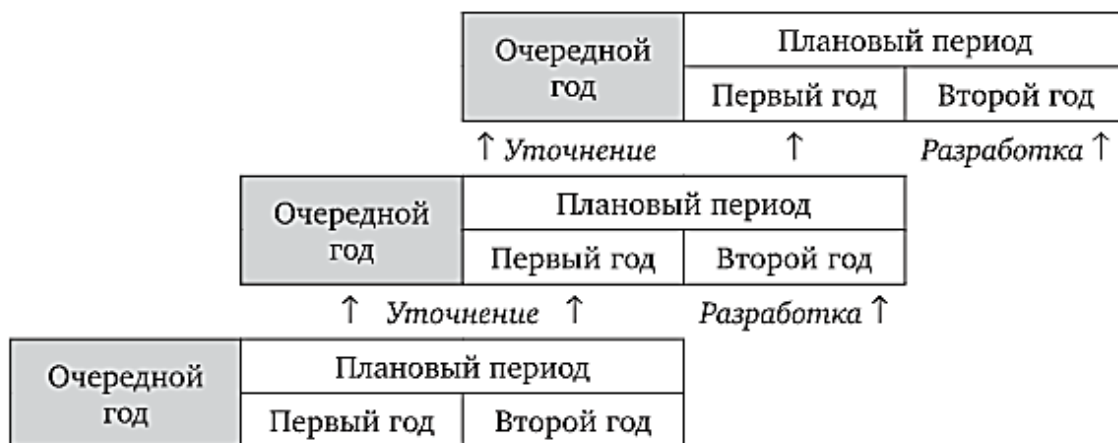 Очередной
год
Плановый период
Первый год
Второй год
↑ Уточнение
↑
Разработка ↑
Очередной
год
Плановый период
Первый год
Второй год
↑ Уточнение ↑
Разработка ↑
Очередной
год
Плановый период
Первый год
Второй год